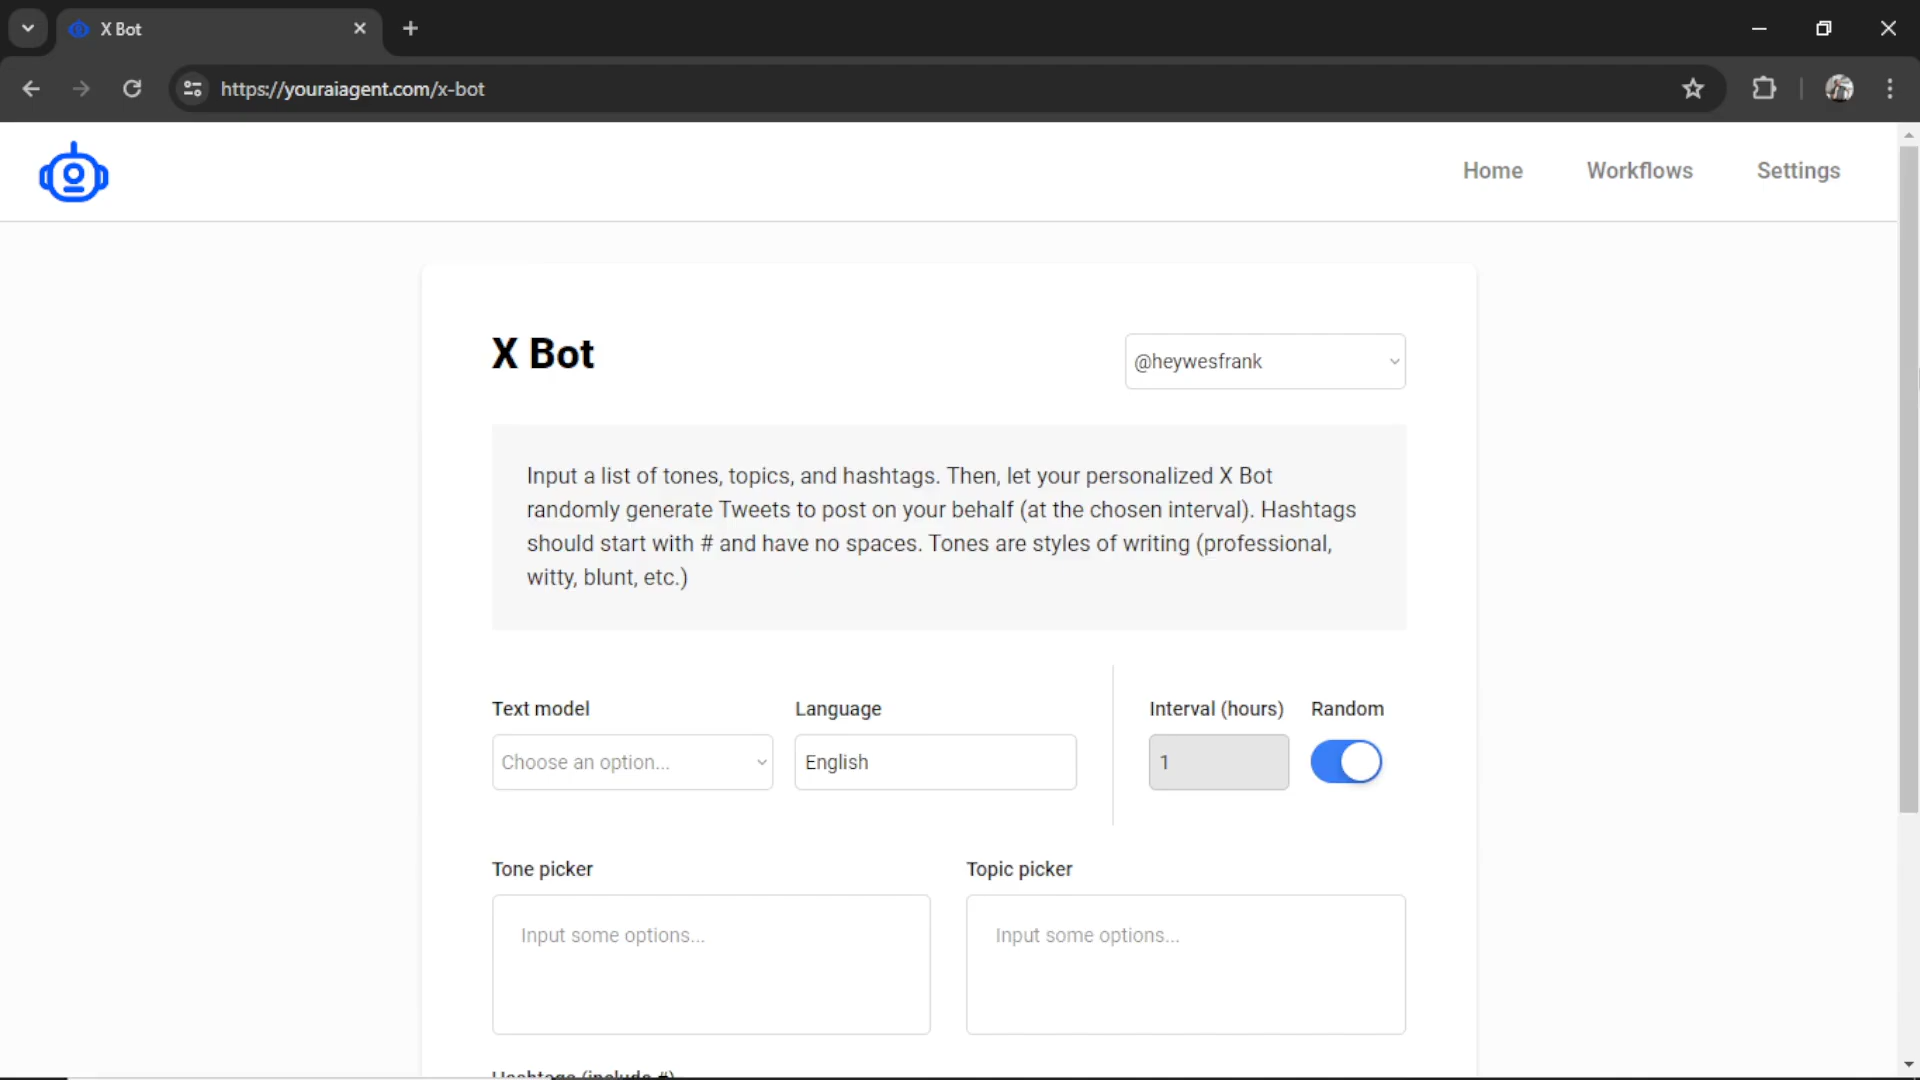 X Bot
https://youraiagent.com/x-bot
Home
Workflows
Settings
X Bot
@heywesfrank
Input a list of tones, topics, and hashtags. Then, let your personalized X Bot
randomly generate Tweets to post on your behalf (at the chosen interval). Hashtags
should start with # and have no spaces. Tones are styles of writing (professional,
witty, blunt, etc.)
Text model
Language
Interval (hours)
Random
Choose an option...
English
1
Tone picker
Topic picker
Input some options...
Input some options...
Hashtags (include #)